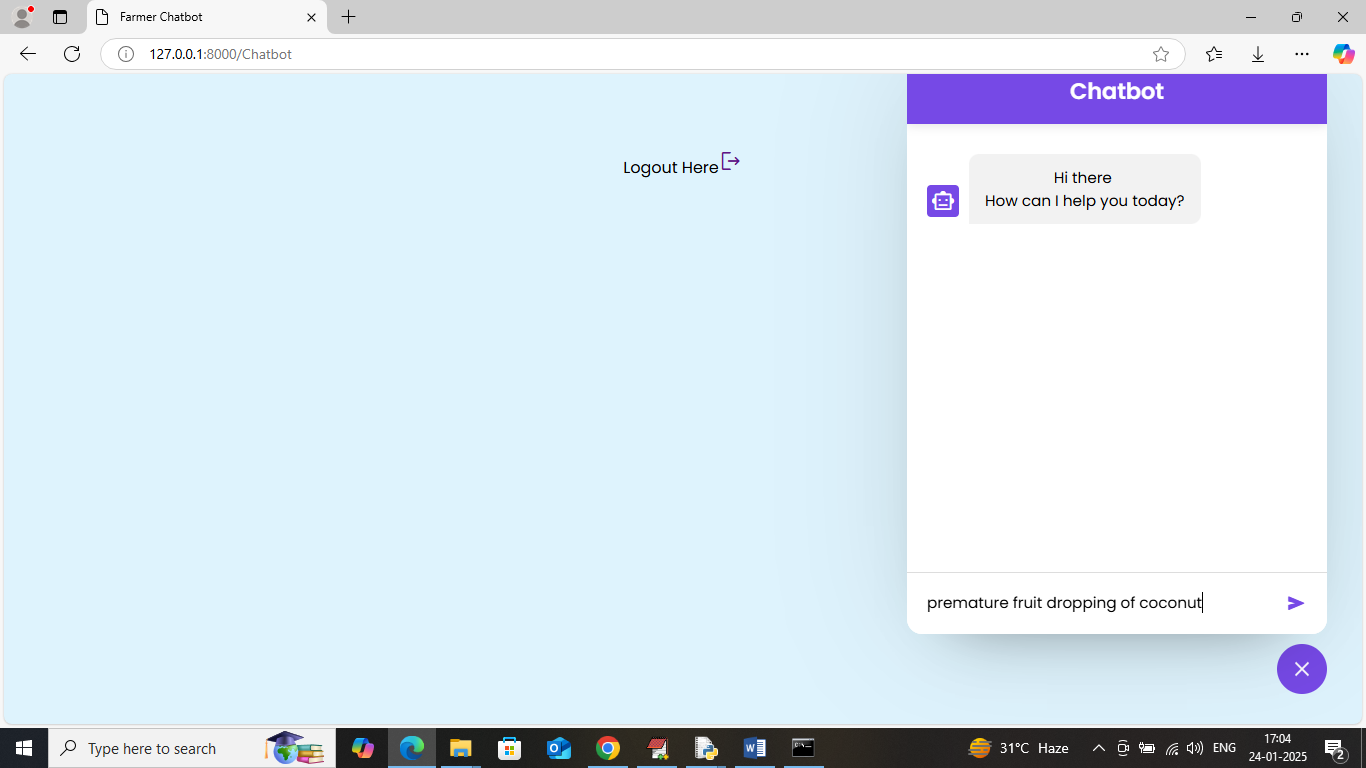 Farmer Chatbot
127.0.0.1:8000/Chatbot
Chatbot
Logout Here
Hi there
How can I help you today?
premature fruit dropping of coconut
Type here to search
31°C Haze
ENG
17:04
24-01-2025
2